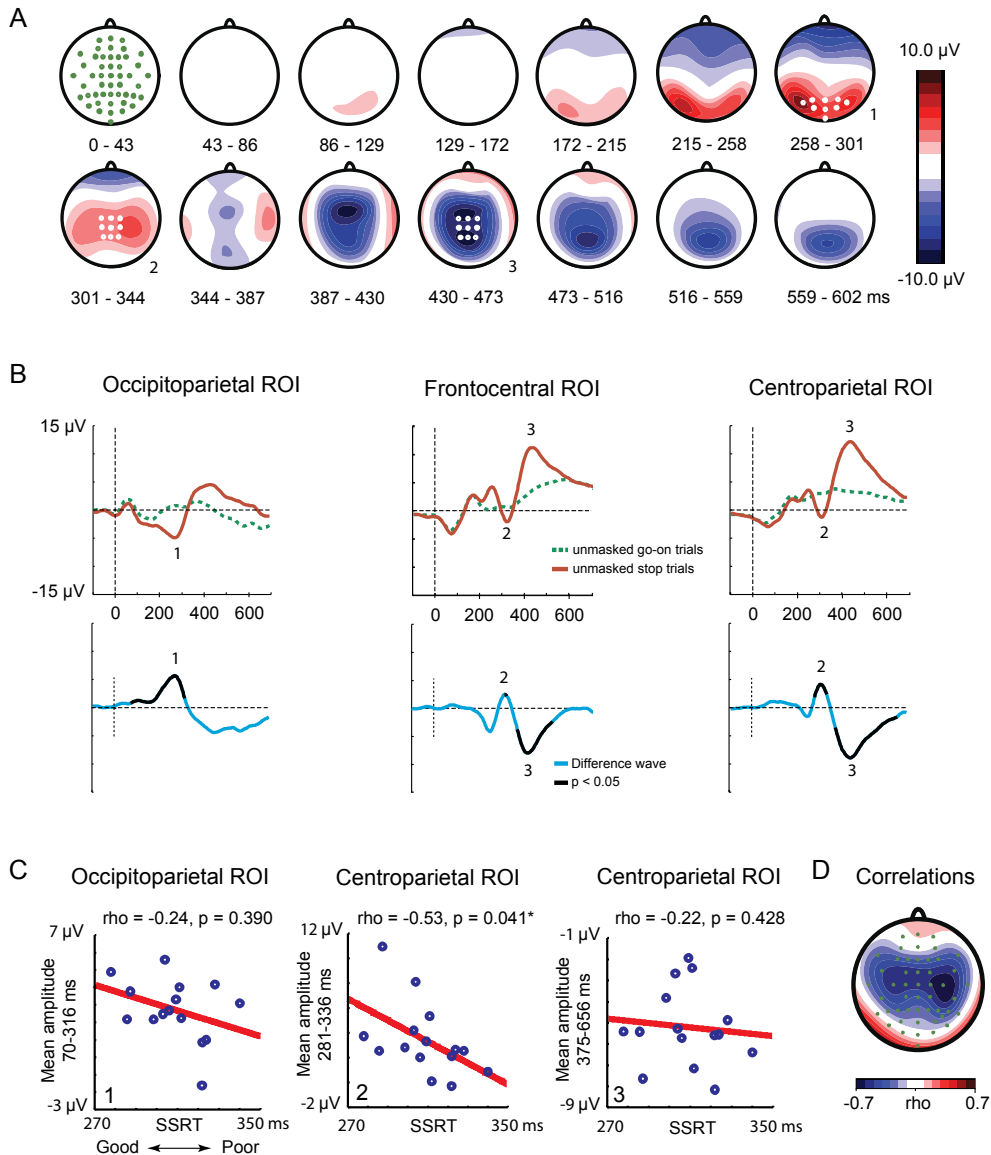 A
10.0 µV
0 - 43
43 - 86
86 - 129
129 - 172
172 - 215
215 - 258
258 - 301
1
301 - 344
2
344 - 387
387 - 430
430 - 473
3
473 - 516
516 - 559
559 - 602 ms
-10.0 µV
B
Occipitoparietal ROI
Frontocentral ROI
Centroparietal ROI
15 µV
-15 µV
1
0 200 400 600
3
2
unmasked go-on trials
unmasked stop trials
0 200 400 600
3
2
0 200 400 600
1
2
3
Difference wave
p < 0.05
2
3
C
Occipitoparietal ROI
rho = -0.24, p = 0.390
7 µV
Mean amplitude
70-316 ms
-3 µV
1
270 SSRT 350 ms
Good Poor
Centroparietal ROI
rho = -0.53, p = 0.041*
12 µV
Mean amplitude
281-336 ms
-2 µV
2
270 SSRT 350 ms
Centroparietal ROI
rho = -0.22, p = 0.428
-1 µV
Mean amplitude
375-656 ms
-9 µV
3
270 SSRT 350 ms
D
Correlations
-0.7 rho 0.7